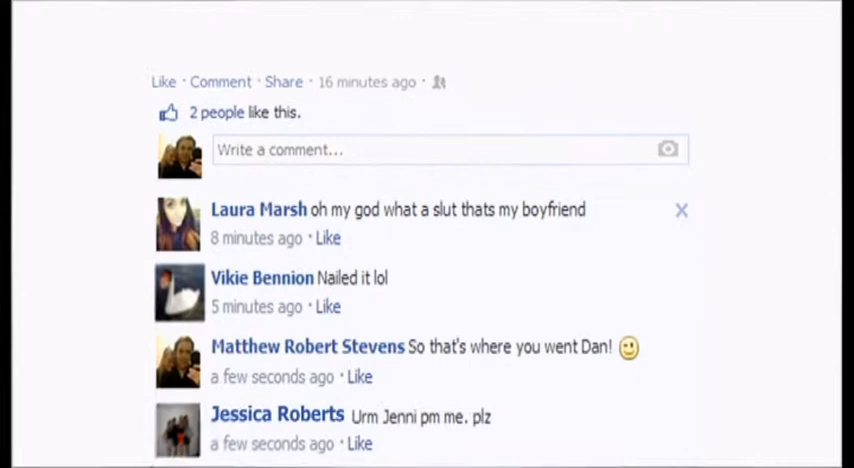 Like · Comment · Share · 16 minutes ago ·
2 people like this.
Write a comment...
Laura Marsh oh my god what a slut thats my boyfriend
8 minutes ago · Like
Vikie Bennion Nailed it lol
5 minutes ago · Like
Matthew Robert Stevens So that's where you went Dan!
a few seconds ago · Like
Jessica Roberts Urm Jenni pm me. plz
a few seconds ago · Like